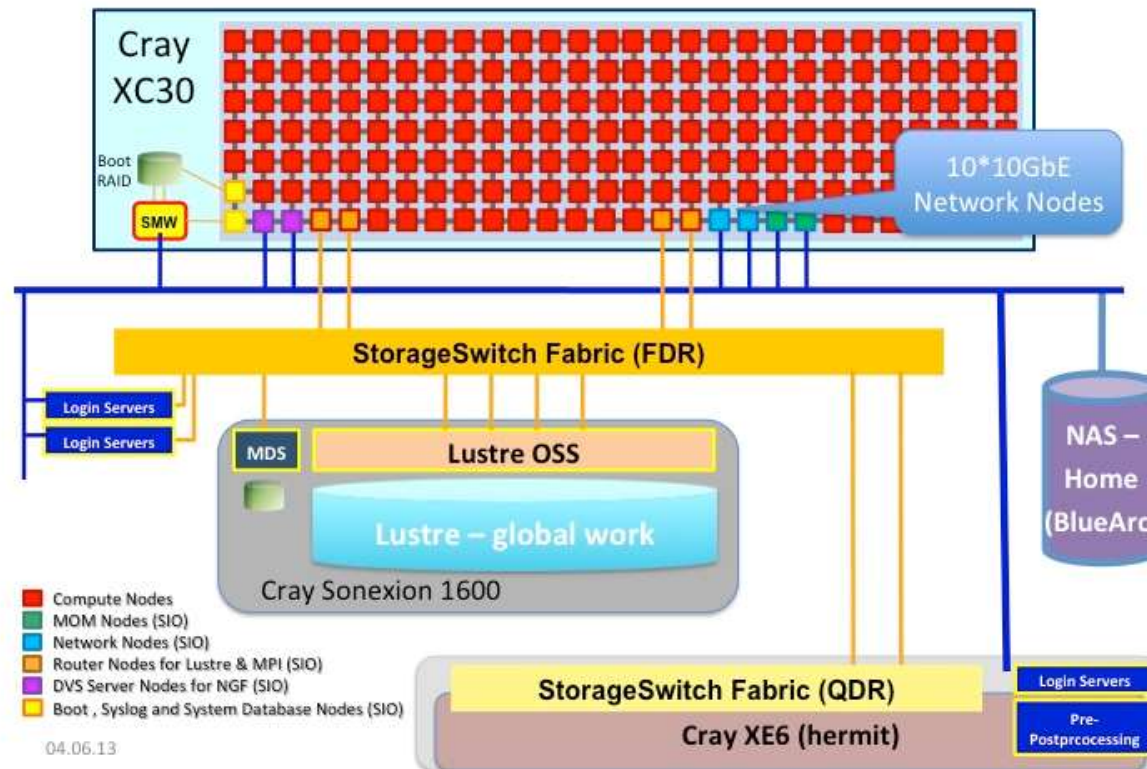 Cray
XC30
Boot
RAID
SMW
10*10GbE
Network Nodes
StorageSwitch Fabric (FDR)
Login Servers
Login Servers
MDS
Lustre OSS
Lustre – global work
Cray Sonexion 1600
NAS –
Home
(BlueArc
Compute Nodes
MOM Nodes (SIO)
Network Nodes (SIO)
Router Nodes for Lustre & MPI (SIO)
DVS Server Nodes for NGF (SIO)
Boot , Syslog and System Database Nodes (SIO)
04.06.13
StorageSwitch Fabric (QDR)
Cray XE6 (hermit)
Login Servers
Pre-
Postprcocessing